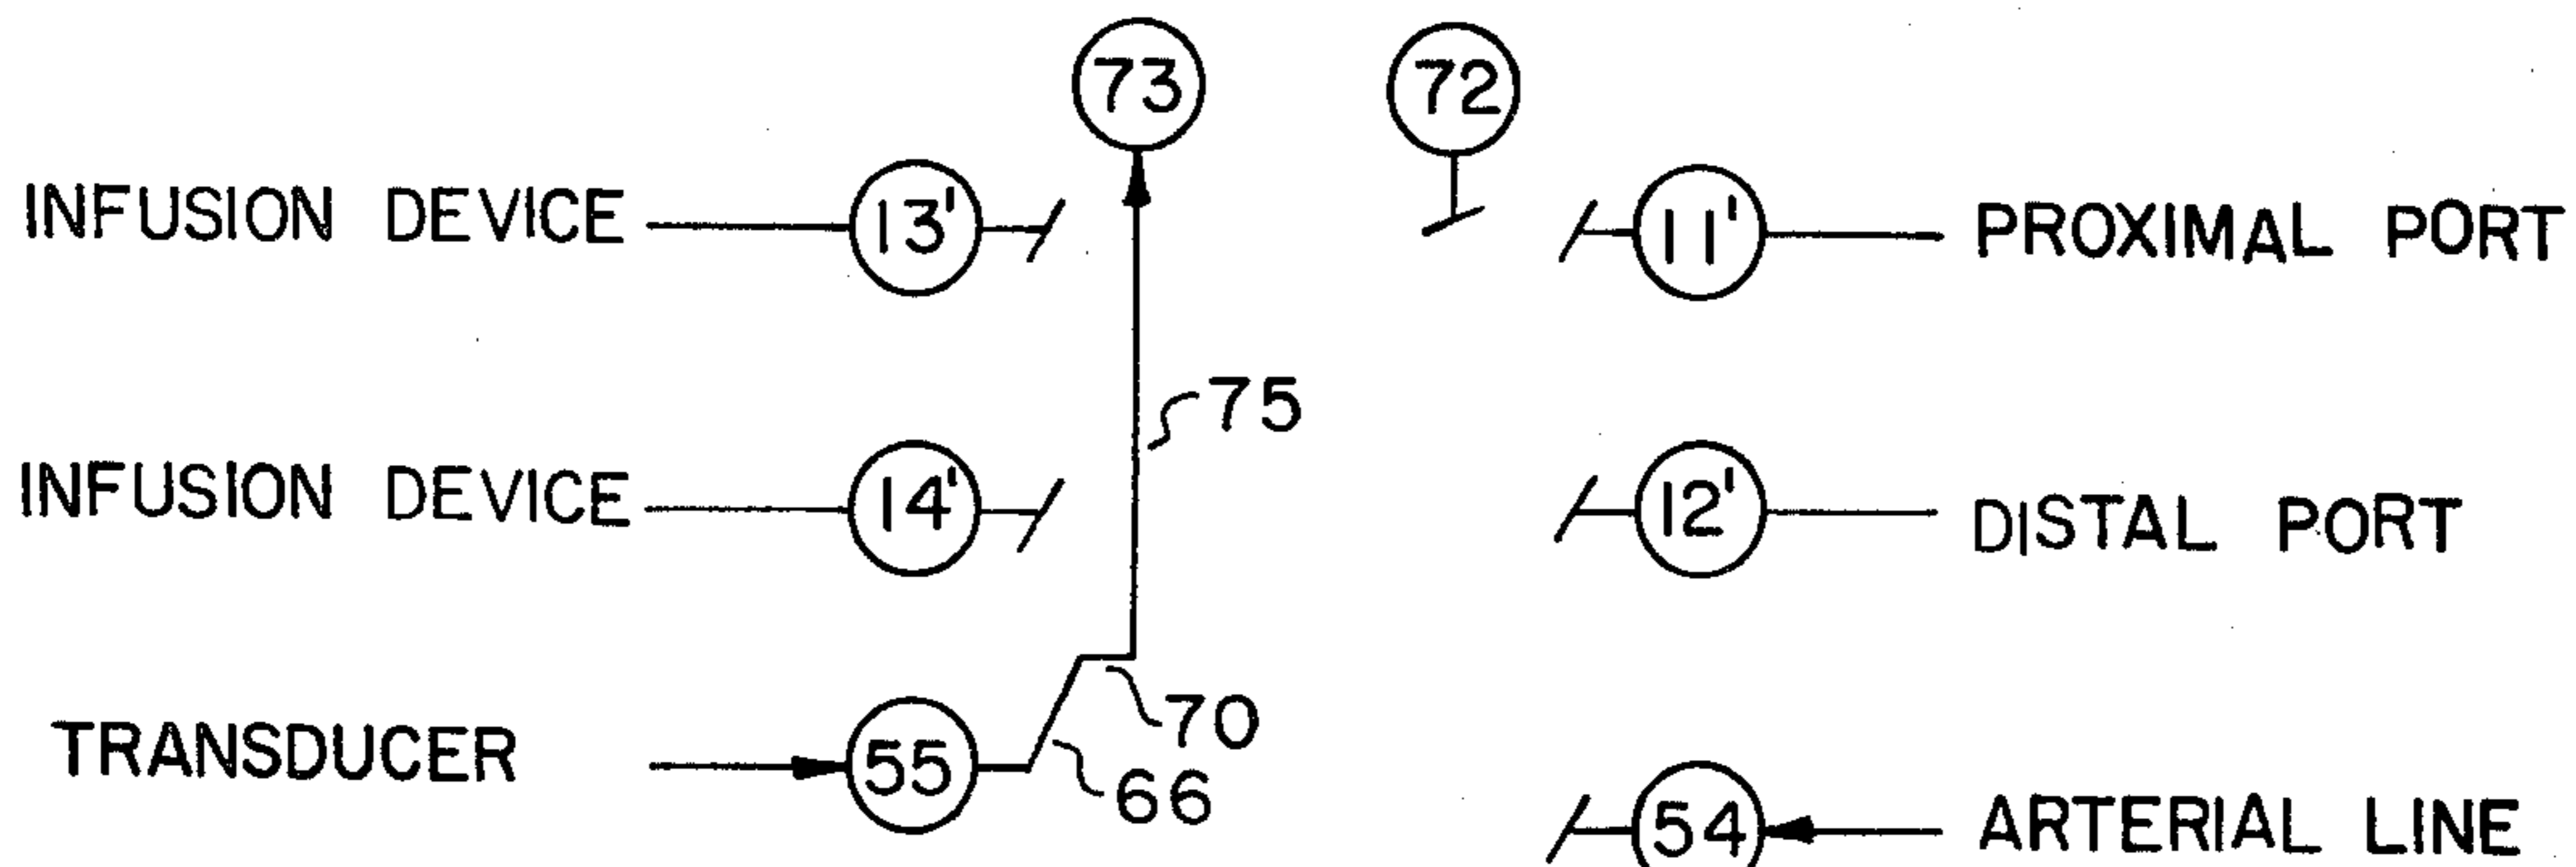 73
72
INFUSION DEVICE
13'
11'
PROXIMAL PORT
75
INFUSION DEVICE
14'
12'
DISTAL PORT
70
TRANSDUCER
55
66
54
ARTERIAL LINE